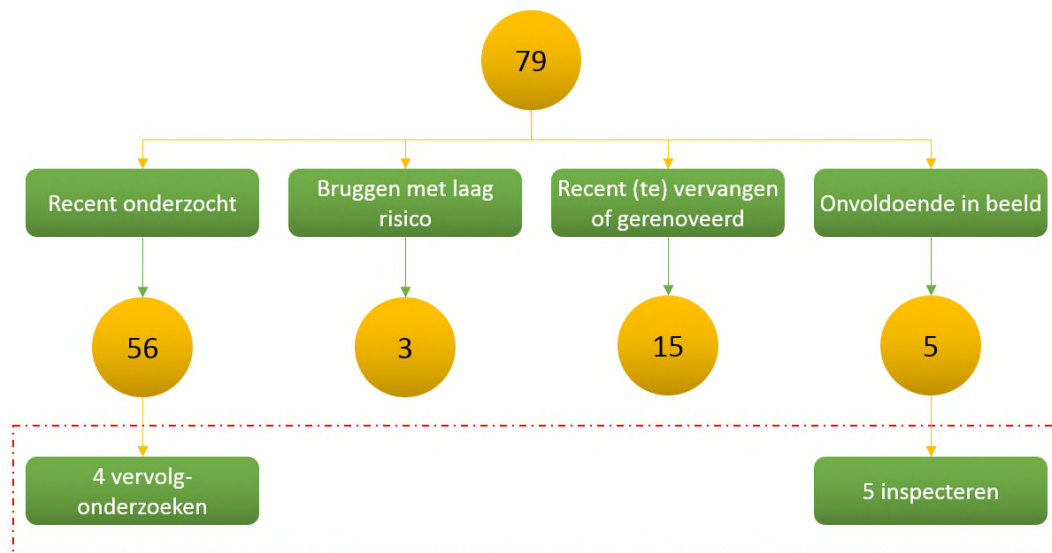 79
Recent onderzocht
Bruggen met laag
risico
Recent (te) vervangen
of gerenoveerd
Onvoldoende in beeld
56
3
15
5
4 vervolg-
onderzoeken
5 inspecteren